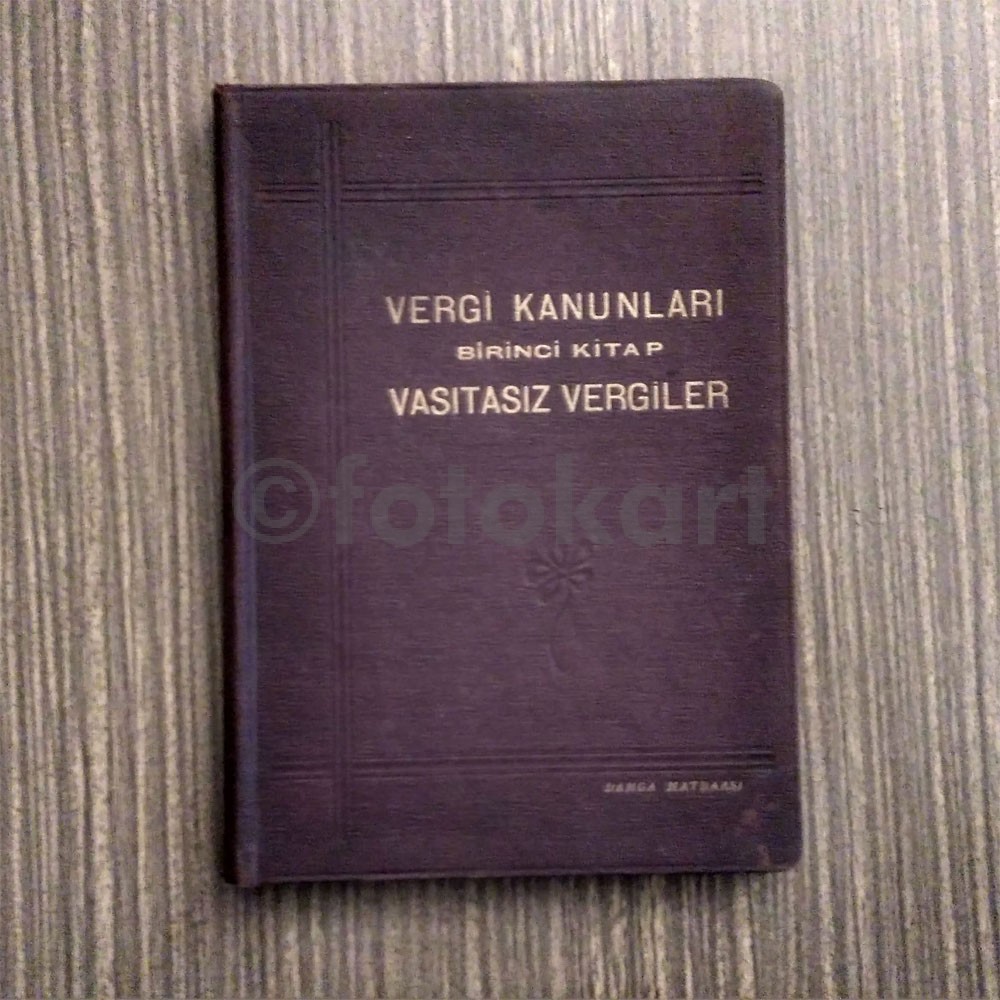 VERGİ KANUNLARI
BİRİNCİ KİTAP
VASITASIZ VERGİLER
©fotokart
DAMGA MATBAASI